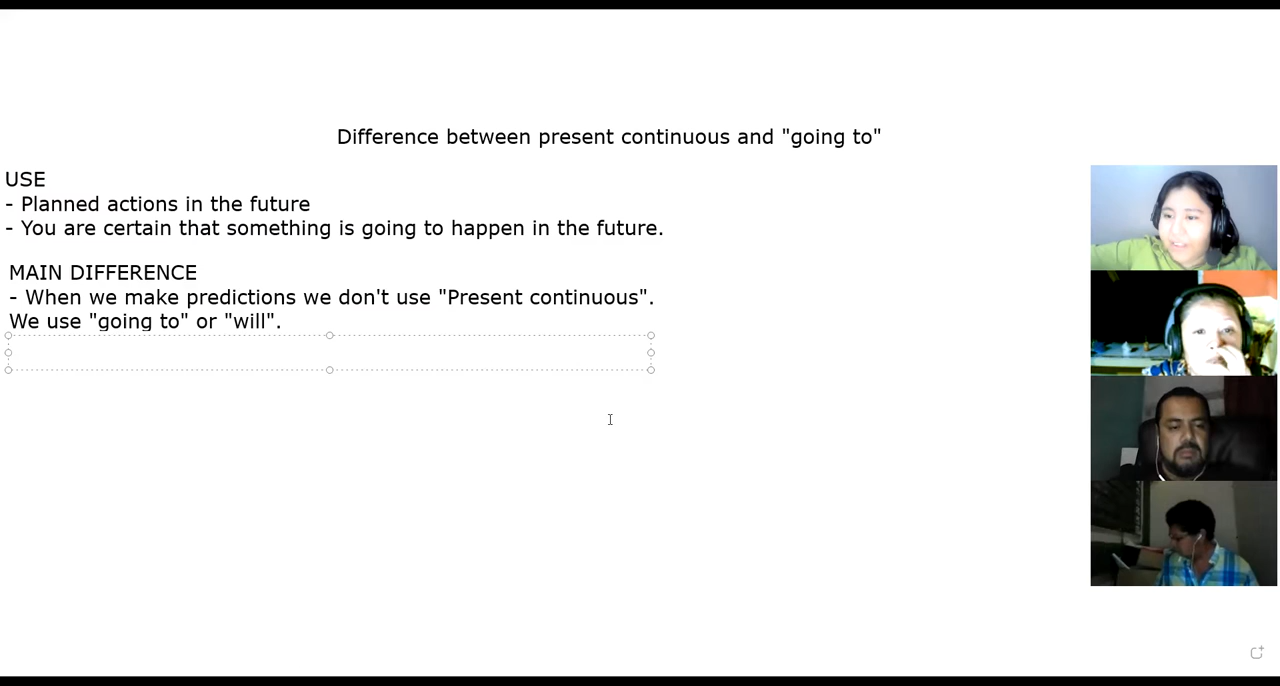 Difference between present continuous and "going to"
USE
- Planned actions in the future
- You are certain that something is going to happen in the future.
MAIN DIFFERENCE
- When we make predictions we don't use "Present continuous".
We use "going to" or "will".